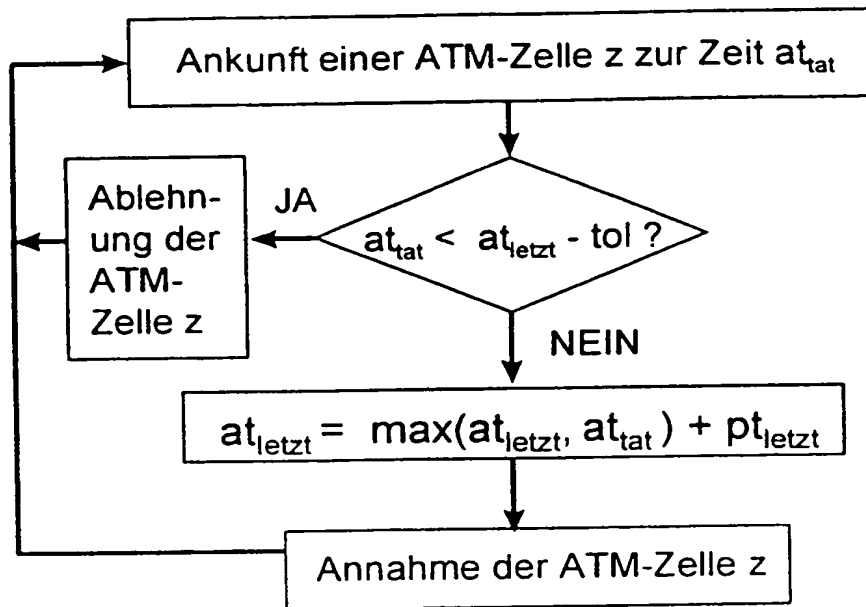 Ankunft einer ATM-Zelle z zur Zeit at_tat
Ablehn-
ung der
ATM-
Zelle z
JA
at_tat < at_letzt - tol ?
NEIN
at_letzt = max(at_letzt, at_tat ) + pt_letzt
Annahme der ATM-Zelle z